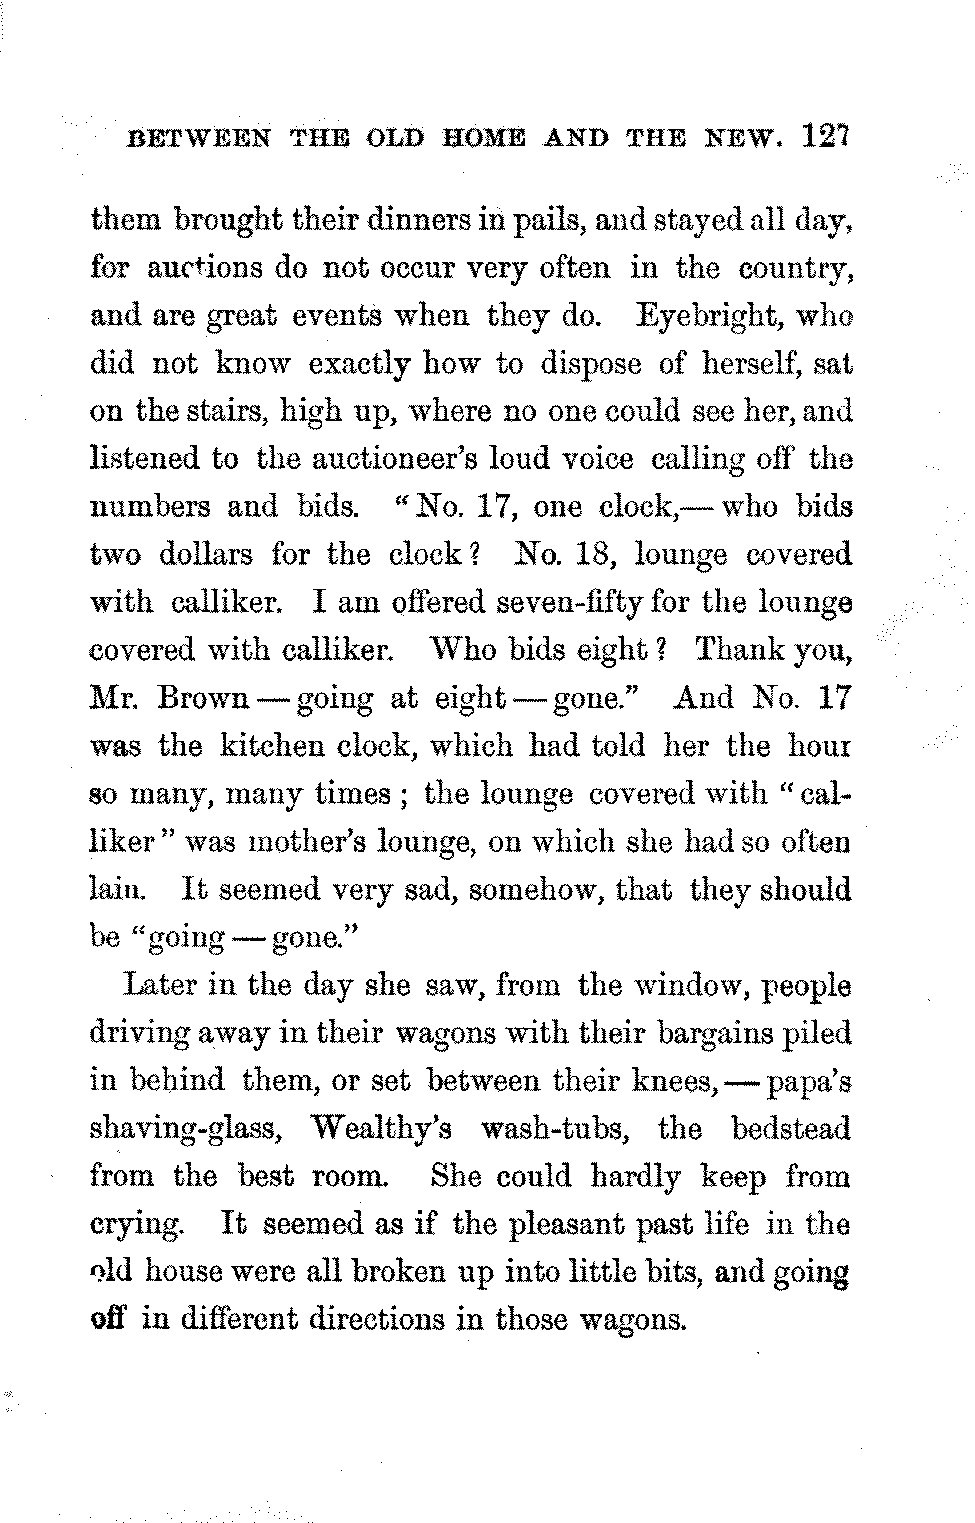 BETWEEN THE OLD HOME AND THE NEW. 127
them brought their dinners in pails, and stayed all day,
for auctions do not occur very often in the country,
and are great events when they do. Eyebright, who
did not know exactly how to dispose of herself, sat
on the stairs, high up, where no one could see her, and
listened to the auctioneer's loud voice calling off the
numbers and bids. "No. 17, one clock,— who bids
two dollars for the clock? No. 18, lounge covered
with calliker. I am offered seven-fifty for the lounge
covered with calliker. Who bids eight? Thank you,
Mr. Brown — going at eight — gone." And No. 17
was the kitchen clock, which had told her the hour
so many, many times; the lounge covered with "cal-
liker" was mother's lounge, on which she had so often
lain. It seemed very sad, somehow, that they should
be "going — gone."
Later in the day she saw, from the window, people
driving away in their wagons with their bargains piled
in behind them, or set between their knees, — papa's
shaving-glass, Wealthy's wash-tubs, the bedstead
from the best room. She could hardly keep from
crying. It seemed as if the pleasant past life in the
old house were all broken up into little bits, and going
off in different directions in those wagons.